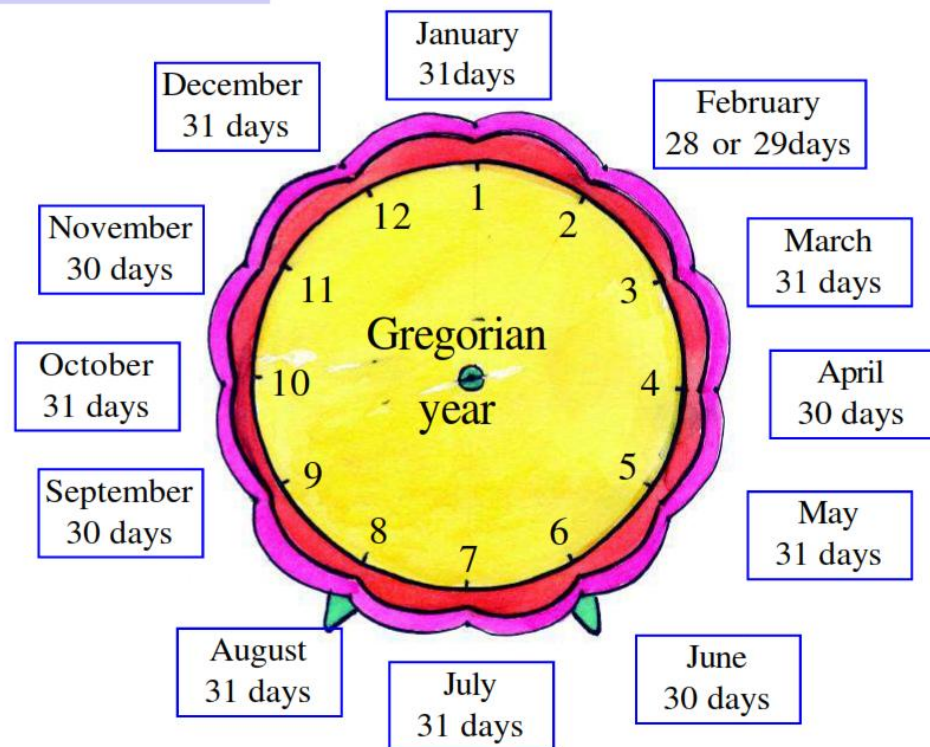 January
31days
February
28 or 29days
March
31 days
April
30 days
May
31 days
June
30 days
July
31 days
August
31 days
September
30 days
October
31 days
November
30 days
December
31 days
1
2
3
4
5
6
7
8
9
10
11
12
Gregorian
year